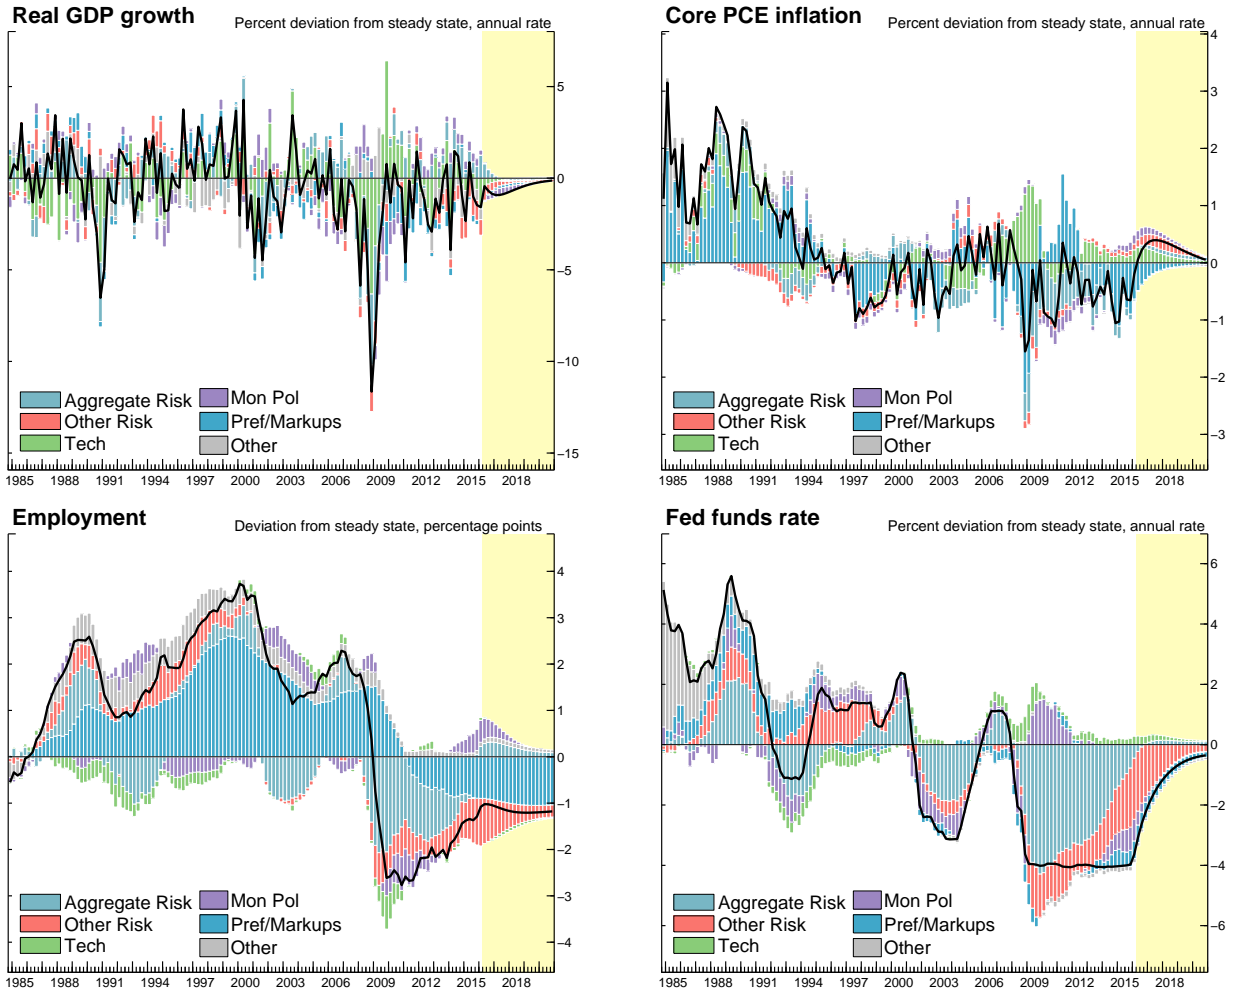 Real GDP growth
Percent deviation from steady state, annual rate
5
0
−5
−10
−15
Aggregate Risk
Other Risk
Tech
Mon Pol
Pref/Markups
Other
1985 1988 1991 1994 1997 2000 2003 2006 2009 2012 2015 2018
Core PCE inflation
Percent deviation from steady state, annual rate
4
3
2
1
0
−1
−2
−3
Aggregate Risk
Other Risk
Tech
Mon Pol
Pref/Markups
Other
1985 1988 1991 1994 1997 2000 2003 2006 2009 2012 2015 2018
Employment
Deviation from steady state, percentage points
4
3
2
1
0
−1
−2
−3
−4
Aggregate Risk
Other Risk
Tech
Mon Pol
Pref/Markups
Other
1985 1988 1991 1994 1997 2000 2003 2006 2009 2012 2015 2018
Fed funds rate
Percent deviation from steady state, annual rate
6
4
2
0
−2
−4
−6
Aggregate Risk
Other Risk
Tech
Mon Pol
Pref/Markups
Other
1985 1988 1991 1994 1997 2000 2003 2006 2009 2012 2015 2018